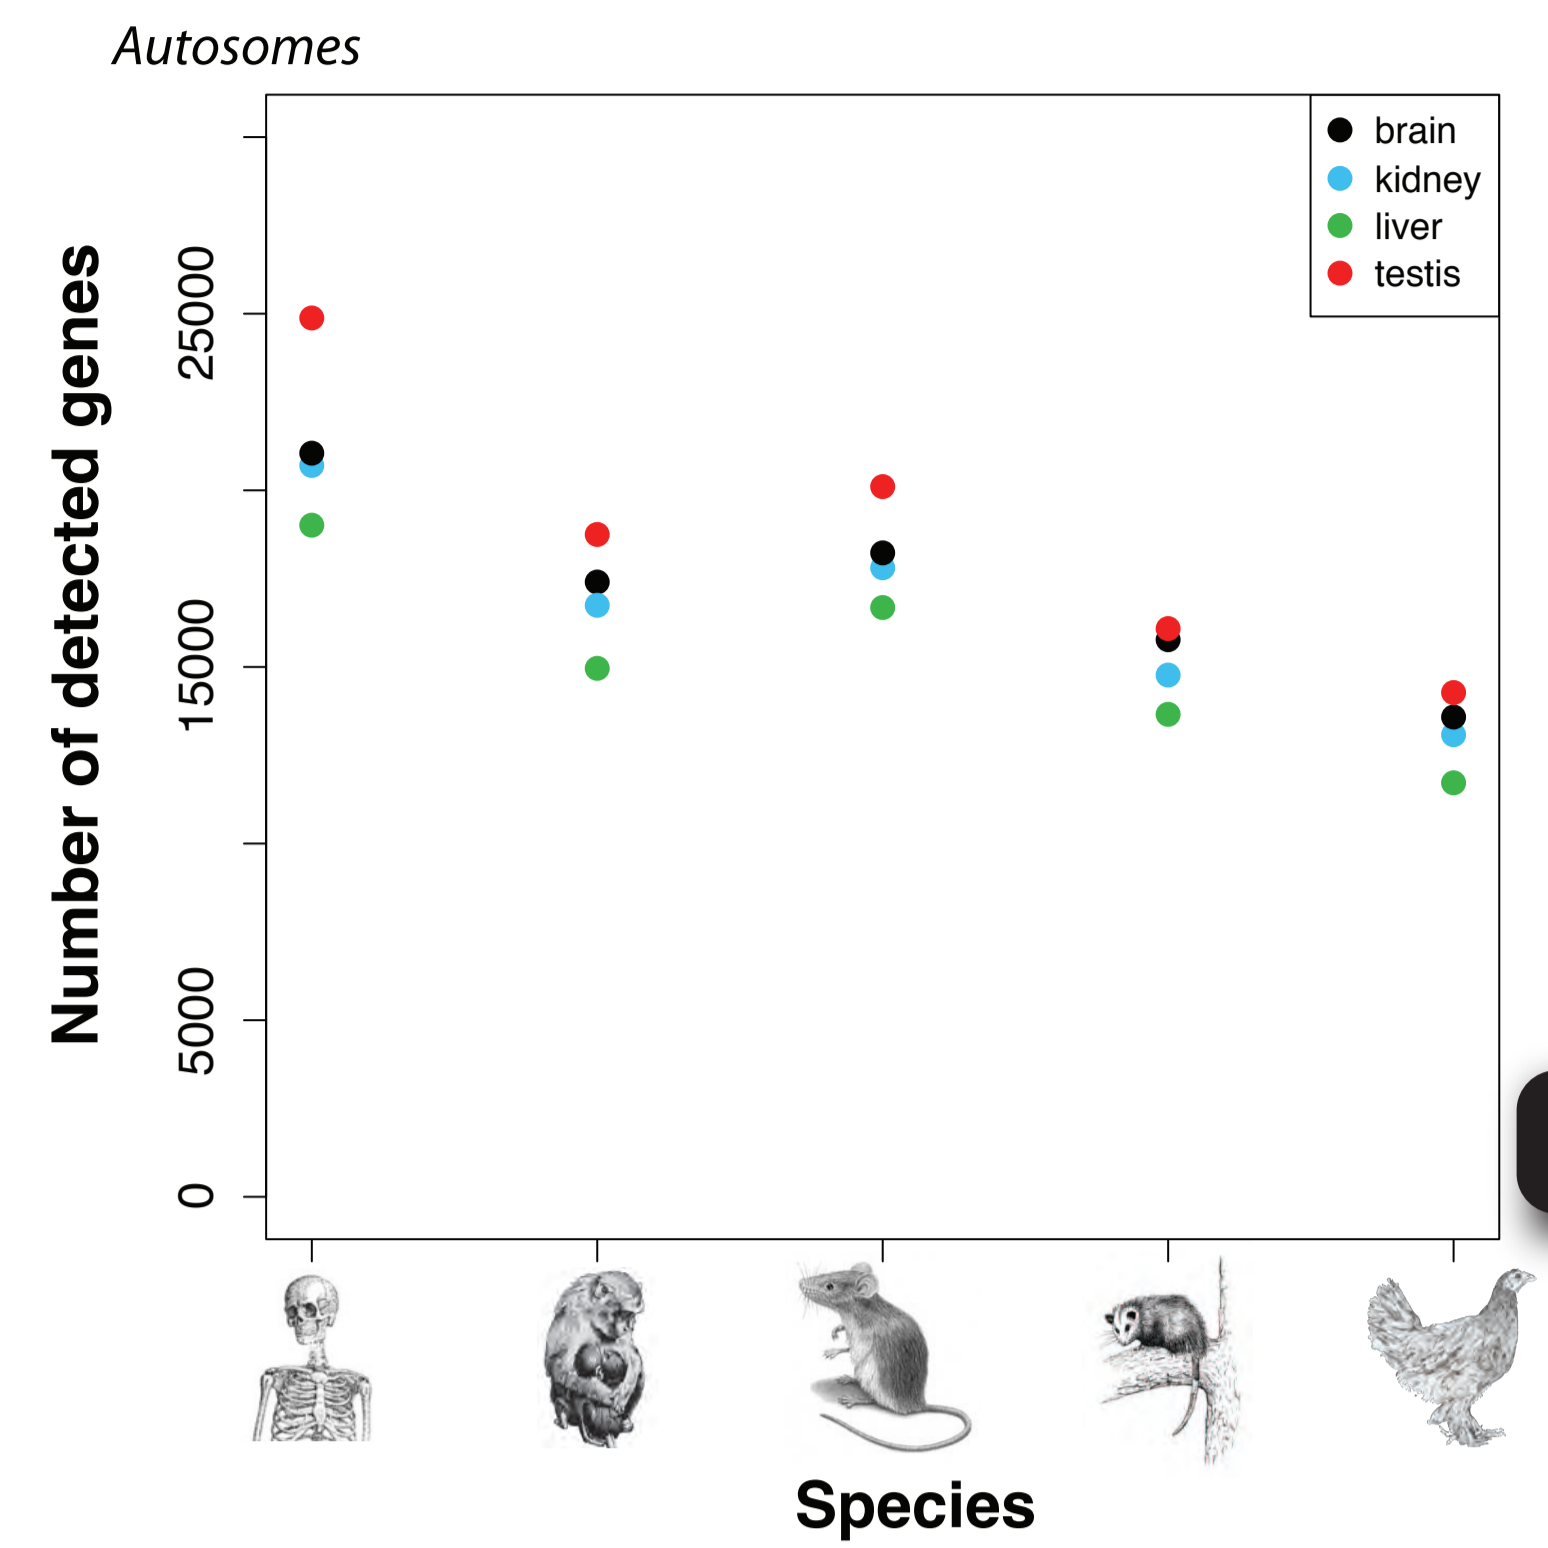 Autosomes
brain
kidney
liver
testis
Number of detected genes
25000
15000
5000
0
Species